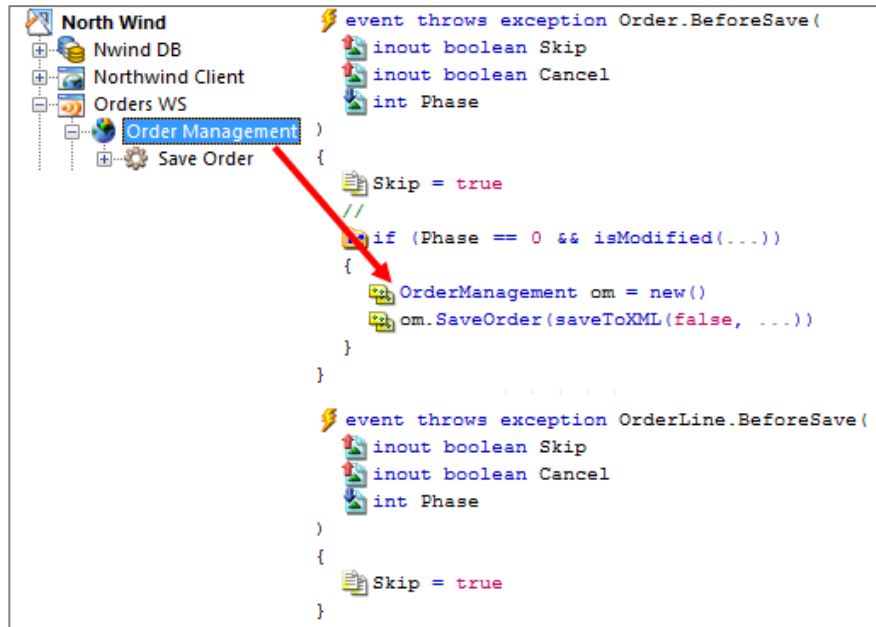 North Wind
Nwind DB
Northwind Client
Orders WS
Order Management
Save Order
event throws exception Order.BeforeSave(
inout boolean Skip
inout boolean Cancel
int Phase
)
{
Skip = true
//
if (Phase == 0 && isModified(...))
{
OrderManagement om = new()
om.SaveOrder(saveToXML(false, ...))
}
}
event throws exception OrderLine.BeforeSave(
inout boolean Skip
inout boolean Cancel
int Phase
)
{
Skip = true
}